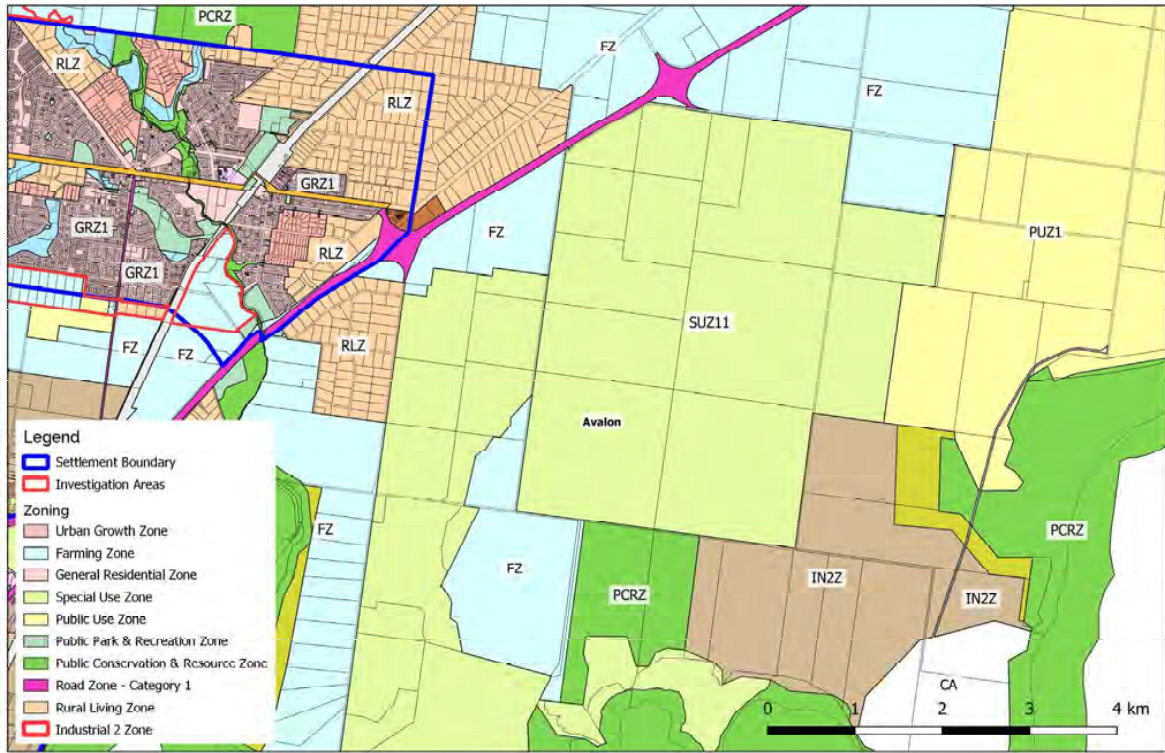 PCRZ
RLZ
FZ
RLZ
FZ
GRZ1
GRZ1
FZ
PUZ1
RLZ
GRZ1
SUZ11
FZ
FZ
RLZ
Avalon
Legend
Settlement Boundary
Investigation Areas
Zoning
Urban Growth Zone
Farming Zone
General Residential Zone
Special Use Zone
Public Use Zone
Public Park & Recreation Zone
Public Conservation & Resource Zone
Road Zone - Category 1
Rural Living Zone
Industrial 2 Zone
FZ
FZ
PCRZ
IN2Z
IN2Z
PCRZ
CA
0 1 2 3 4 km